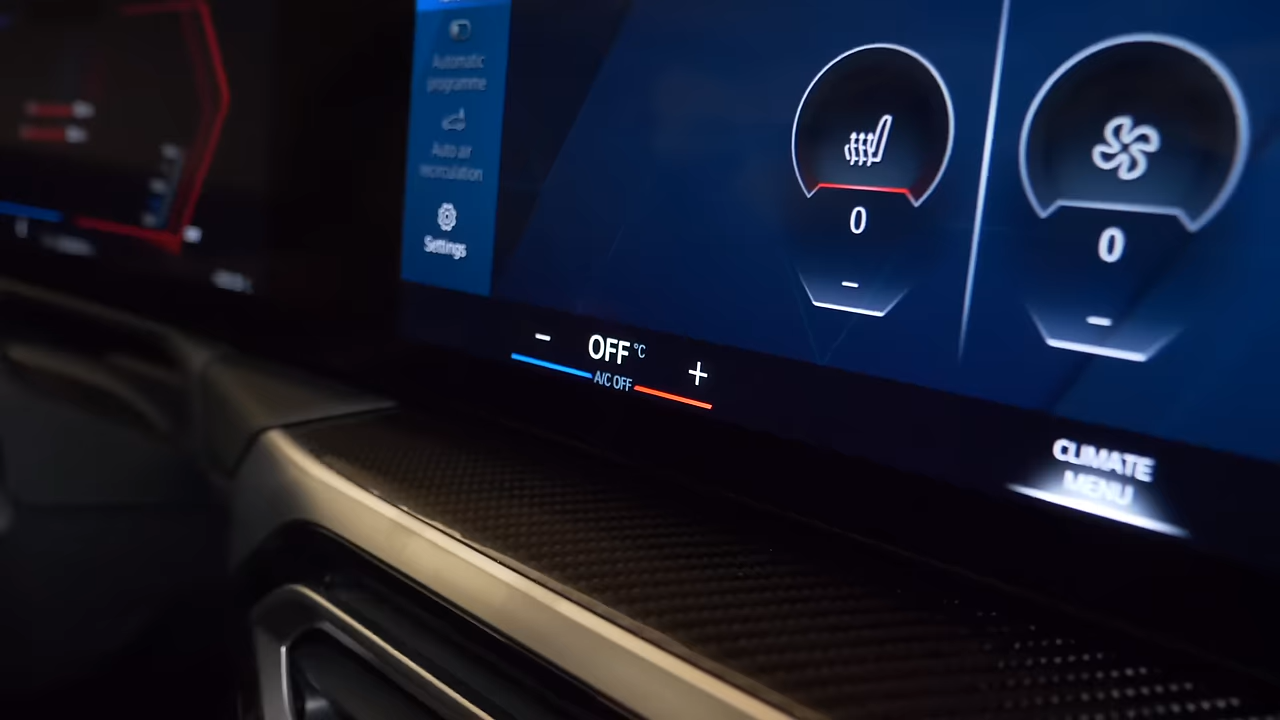 Automatic
programme
Auto air
recirculation
Settings
0
0
− OFF °C +
A/C OFF
CLIMATE
MENU